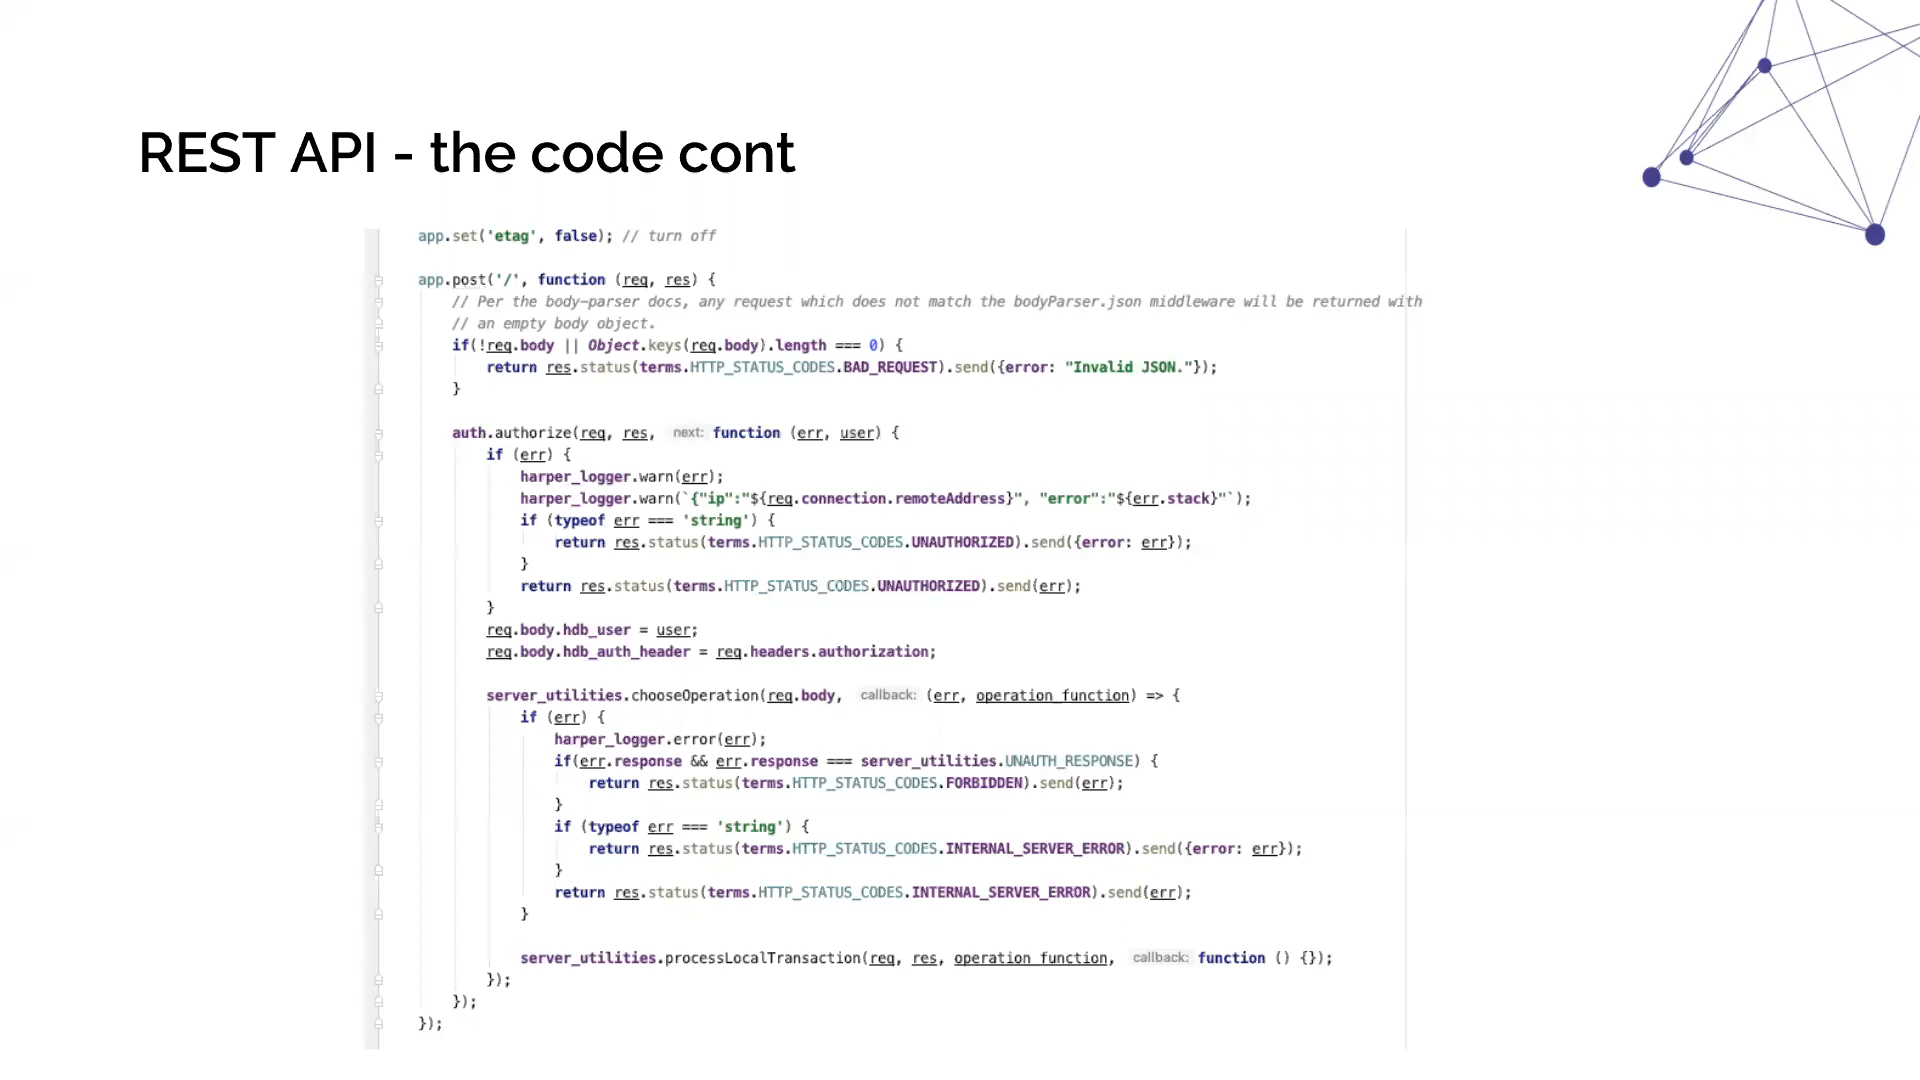 REST API - the code cont
app.set('etag', false); // turn off
app.post('/', function (req, res) {
// Per the body-parser docs, any request which does not match the bodyParser.json middleware will be returned with
// an empty body object.
if(!req.body || Object.keys(req.body).length === 0) {
return res.status(terms.HTTP_STATUS_CODES.BAD_REQUEST).send({error: "Invalid JSON."});
}
auth.authorize(req, res, next: function (err, user) {
if (err) {
harper_logger.warn(err);
harper_logger.warn(`{"ip":"${req.connection.remoteAddress}", "error":"${err.stack}"`);
if (typeof err === 'string') {
return res.status(terms.HTTP_STATUS_CODES.UNAUTHORIZED).send({error: err});
}
return res.status(terms.HTTP_STATUS_CODES.UNAUTHORIZED).send(err);
}
req.body.hdb_user = user;
req.body.hdb_auth_header = req.headers.authorization;
server_utilities.chooseOperation(req.body, callback: (err, operation_function) => {
if (err) {
harper_logger.error(err);
if(err.response && err.response === server_utilities.UNAUTH_RESPONSE) {
return res.status(terms.HTTP_STATUS_CODES.FORBIDDEN).send(err);
}
if (typeof err === 'string') {
return res.status(terms.HTTP_STATUS_CODES.INTERNAL_SERVER_ERROR).send({error: err});
}
return res.status(terms.HTTP_STATUS_CODES.INTERNAL_SERVER_ERROR).send(err);
}
server_utilities.processLocalTransaction(req, res, operation_function, callback: function () {});
});
});
});